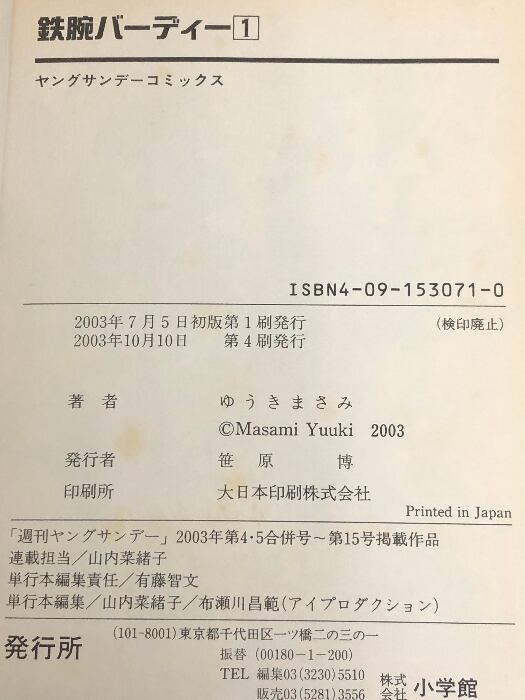 鉄腕バーディー1
ヤングサンデーコミックス
ISBN4-09-153071-0
2003年7月5日初版第1刷発行 (検印廃止)
2003年10月10日 第4刷発行
著者 ゆうきまさみ
©Masami Yuuki 2003
発行者 笹原 博
印刷所 大日本印刷株式会社
Printed in Japan
「週刊ヤングサンデー」2003年第4・5合併号~第15号掲載作品
連載担当/山内菜緒子
単行本編集責任/有藤智文
単行本編集/山内菜緒子/布瀬川昌範(アイプロダクション)
発行所 (101-8001)東京都千代田区一ツ橋二の三の一
振替 (00180-1-200)
TEL 編集03(3230)5510
販売03(5281)3556
株式会社 小学館